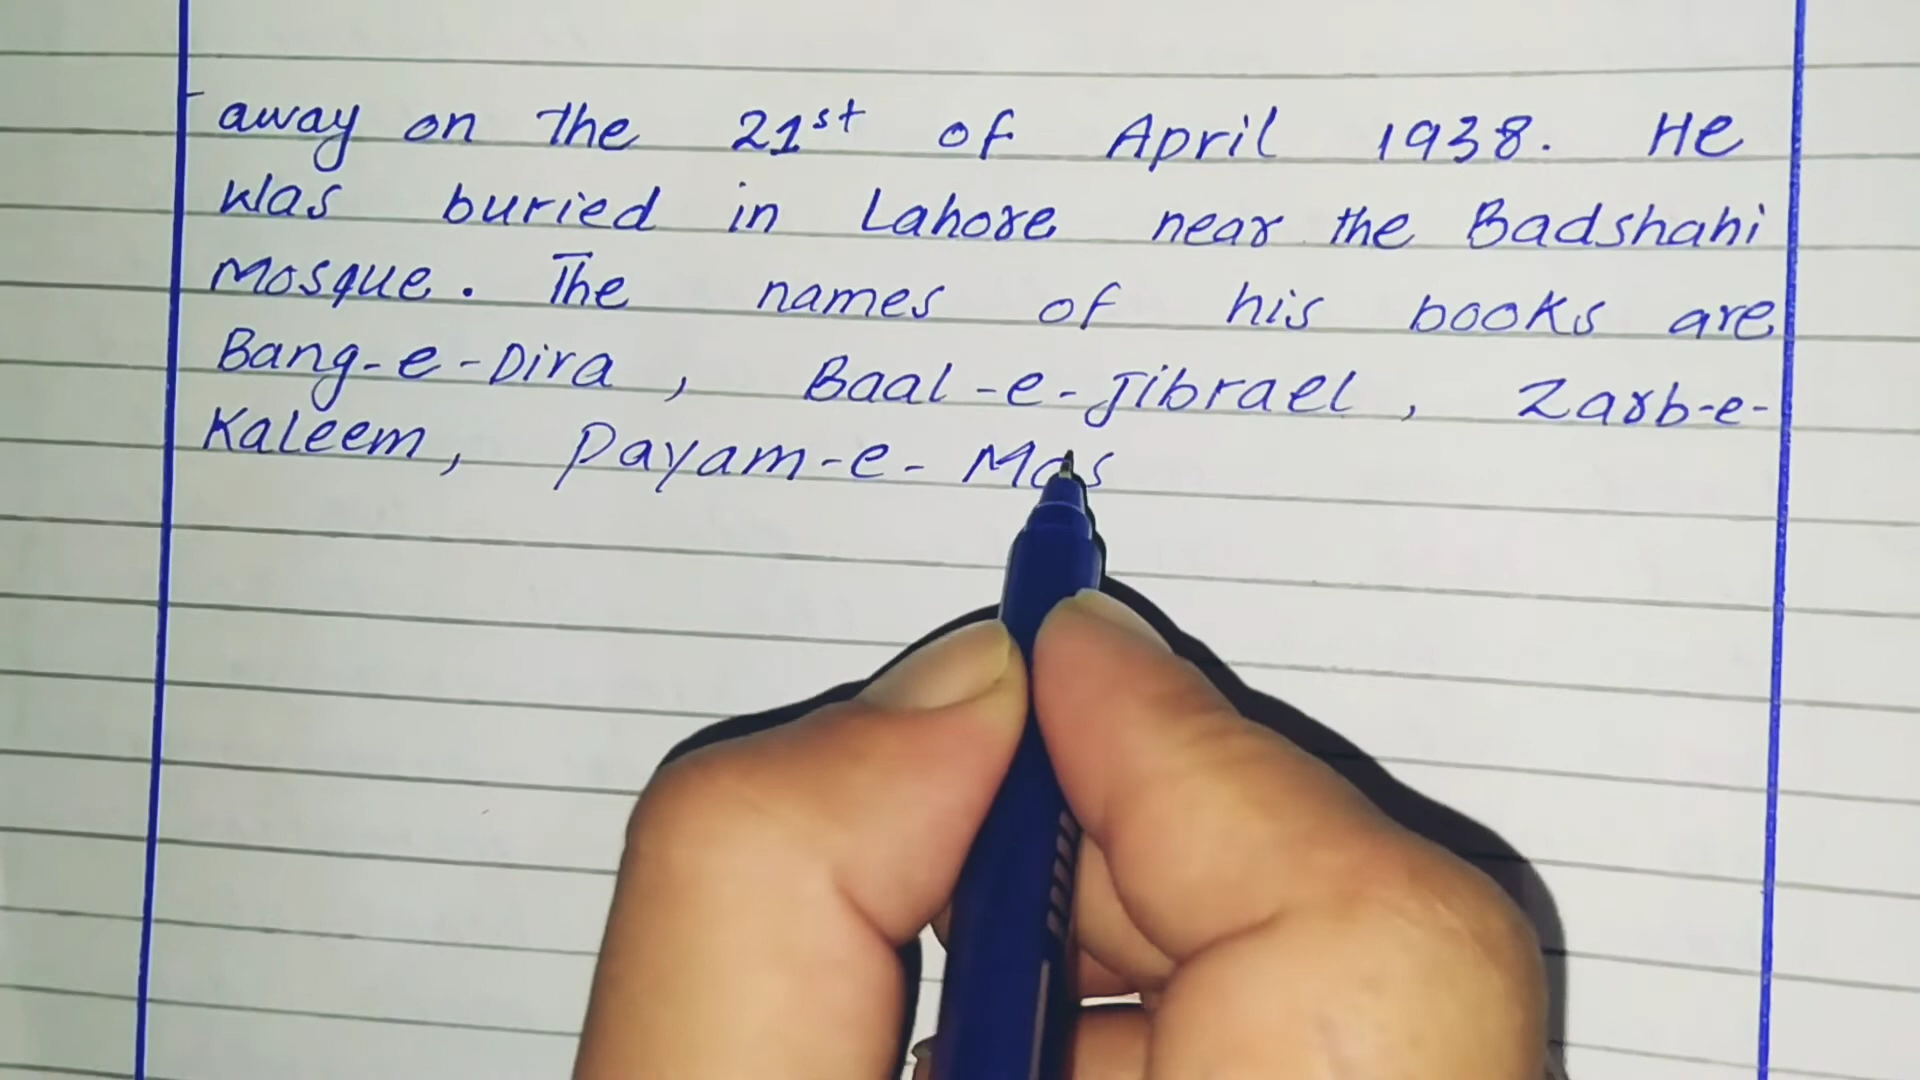 away on the 21st of April 1938. He
was buried in Lahore near the Badshahi
Mosque. The names of his books are
Bang-e-Dira, Baal-e-Jibrael, Zarb-e-
Kaleem, Payam-e-Mas